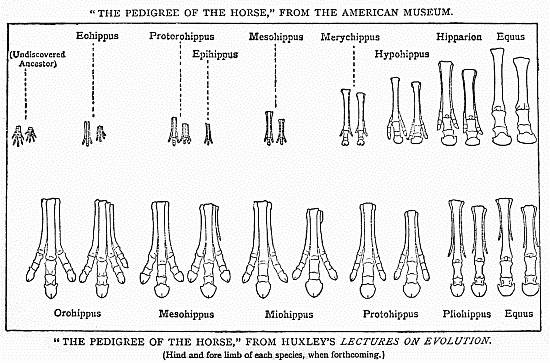 "THE PEDIGREE OF THE HORSE," FROM THE AMERICAN MUSEUM.
Eohippus Protorohippus Mesohippus Merychippus Hipparion Equus
(Undiscovered Ancestor) Epihippus Hypohippus
Orohippus Mesohippus Miohippus Protohippus Pliohippus Equus
"THE PEDIGREE OF THE HORSE," FROM HUXLEY'S LECTURES ON EVOLUTION.
(Hind and fore limb of each species, when forthcoming.)